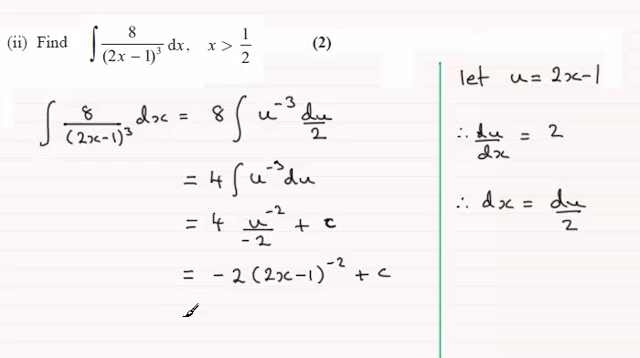 (ii) Find ∫ 8/(2x − 1)³ dx, x > 1/2 (2)
∫ 8/(2x-1)³ dx = 8 ∫ u⁻³ du/2
= 4 ∫ u⁻³ du
= 4 u⁻²/-2 + c
= -2 (2x-1)⁻² + c
let u = 2x-1
∴ du/dx = 2
∴ dx = du/2